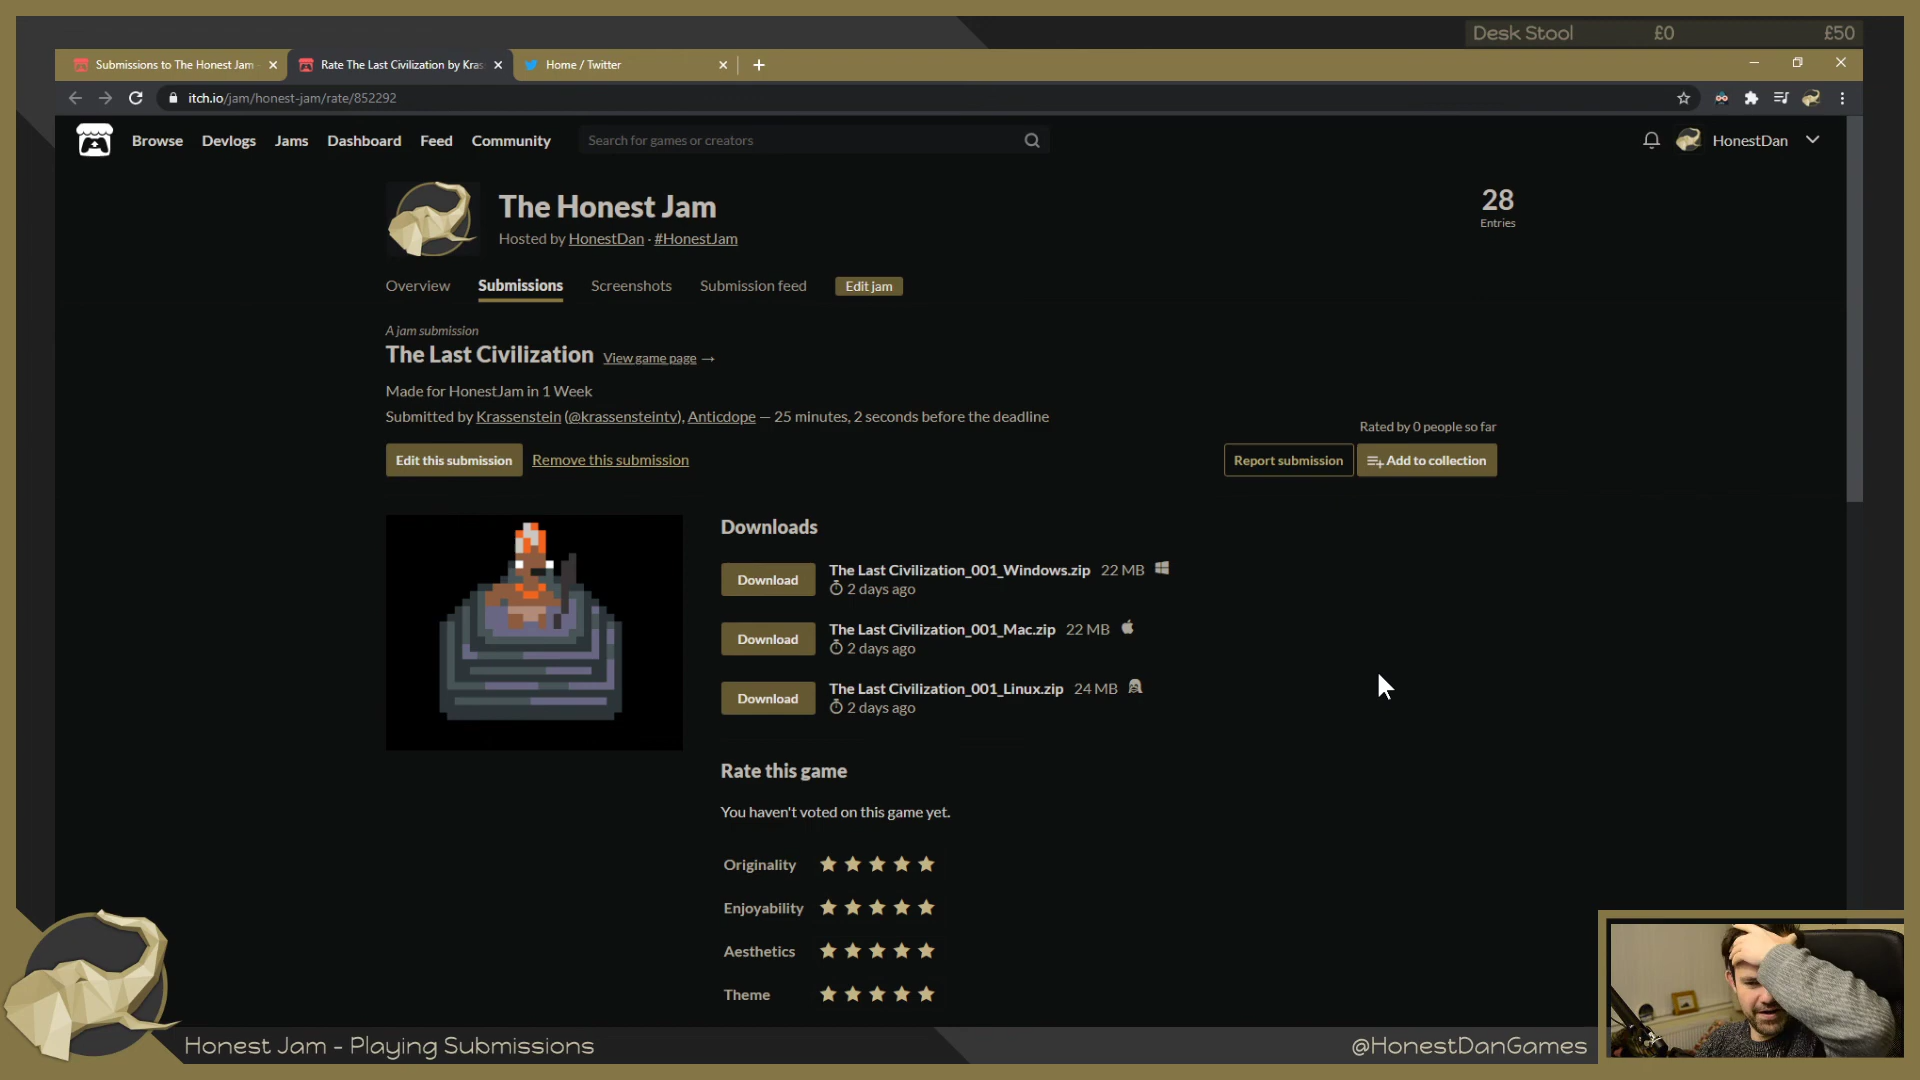 Desk Stool £0 £50
Submissions to The Honest Jam
Rate The Last Civilization by Kras
Home / Twitter
itch.io/jam/honest-jam/rate/852292
Browse Devlogs Jams Dashboard Feed Community Search for games or creators HonestDan
The Honest Jam
Hosted by HonestDan · #HonestJam
28
Entries
Overview Submissions Screenshots Submission feed Edit jam
A jam submission
The Last Civilization View game page →
Made for HonestJam in 1 Week
Submitted by Krassenstein (@krassensteintv), Anticdope — 25 minutes, 2 seconds before the deadline
Rated by 0 people so far
Edit this submission Remove this submission Report submission Add to collection
Downloads
Download The Last Civilization_001_Windows.zip 22 MB
2 days ago
Download The Last Civilization_001_Mac.zip 22 MB
2 days ago
Download The Last Civilization_001_Linux.zip 24 MB
2 days ago
Rate this game
You haven't voted on this game yet.
Originality
Enjoyability
Aesthetics
Theme
Honest Jam - Playing Submissions
@HonestDanGames